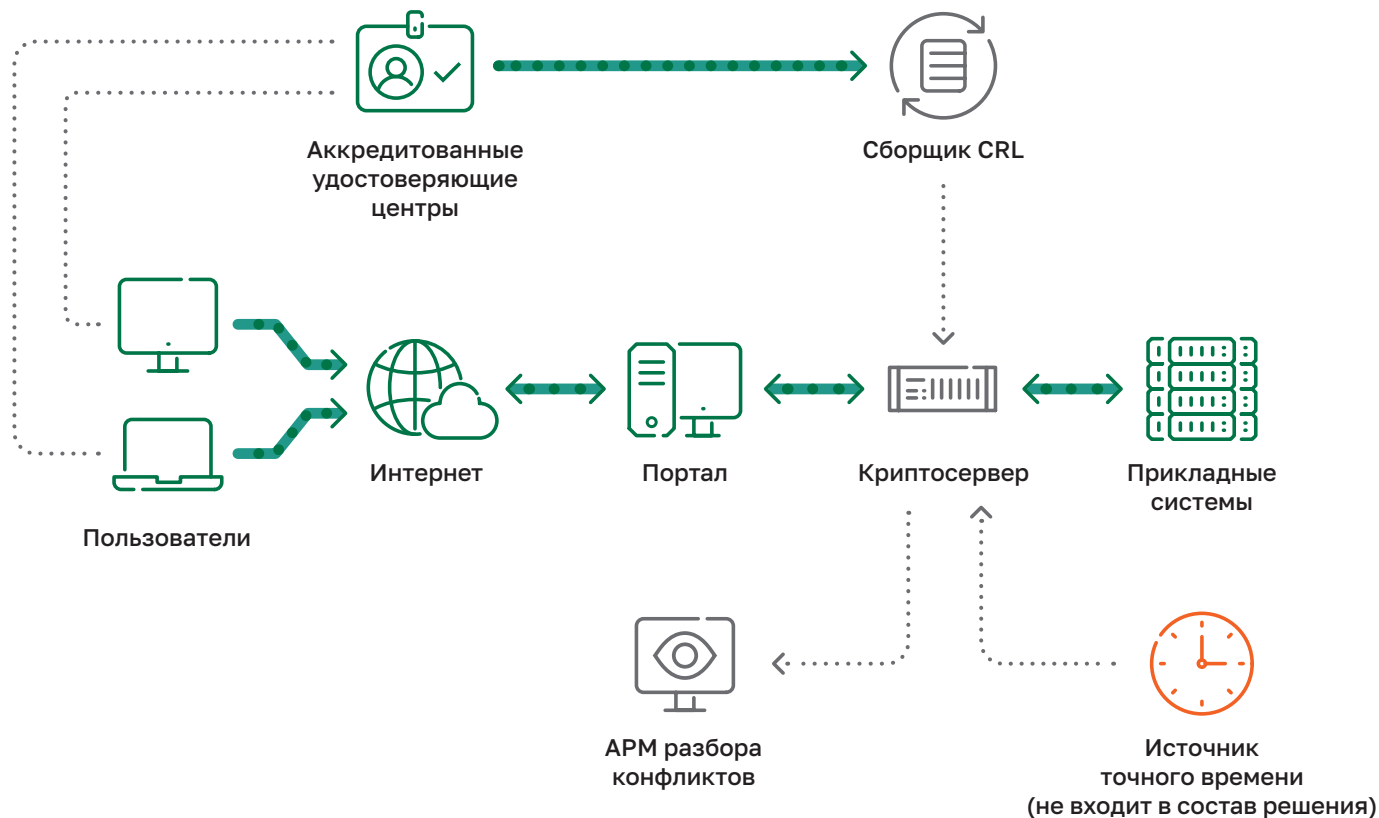 Аккредитованные
удостоверяющие
центры
Сборщик CRL
Интернет
Портал
Криптосервер
Прикладные
системы
Пользователи
АРМ разбора
конфликтов
Источник
точного времени
(не входит в состав решения)